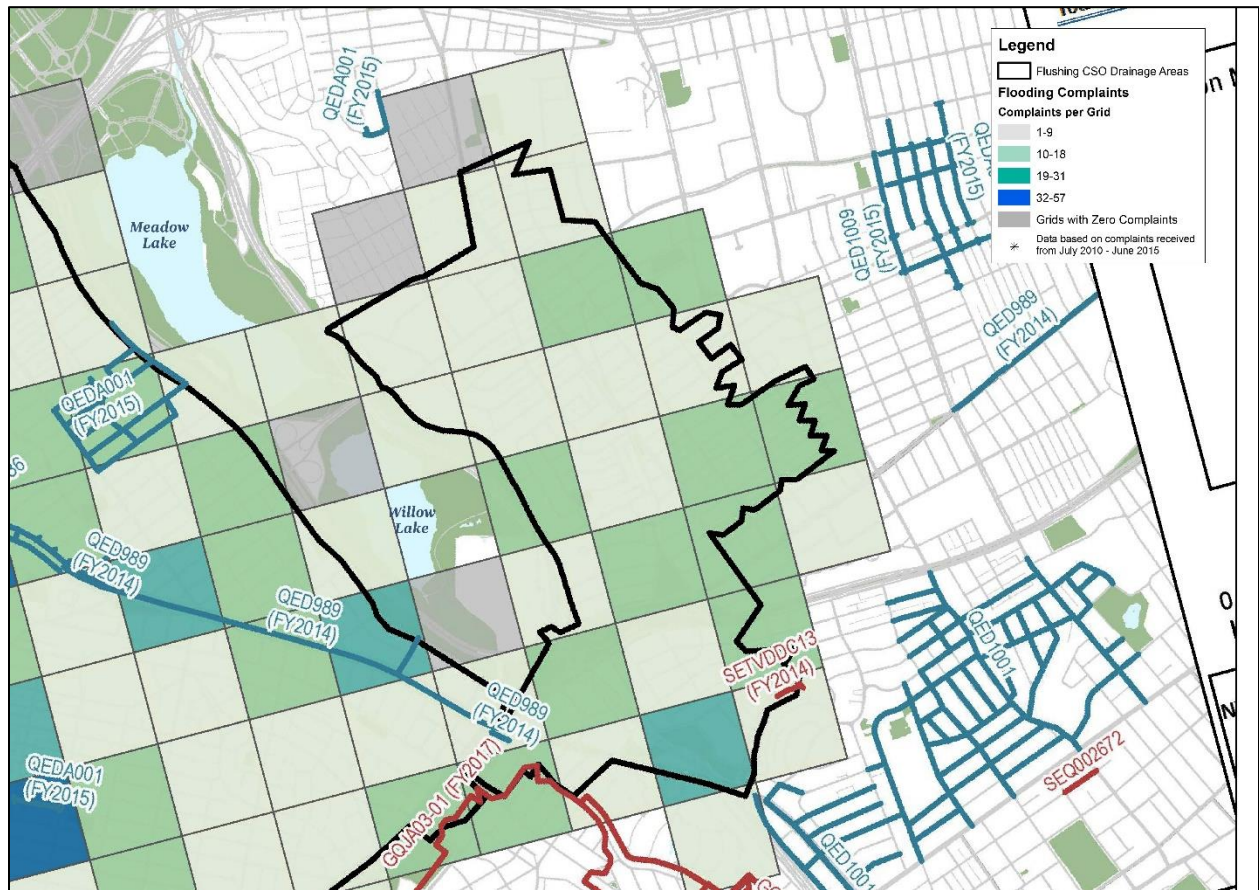 Legend
Flushing CSO Drainage Areas
Flooding Complaints
Complaints per Grid
1-9
10-18
19-31
32-57
Grids with Zero Complaints
Data based on complaints received
from July 2010 - June 2015
QEDA001
(FY2015)
Meadow
Lake
(FY2015)
QED1009
(FY2015)
QED989
(FY2014)
QEDA001
(FY2015)
Willow
Lake
QED989
(FY2014)
QED989
(FY2014)
QED1001
SETVDDC13
(FY2014)
QED989
(FY2014)
QEDA001
(FY2015)
GQJA03-01 (FY2017)
SEQ002672
QED1001